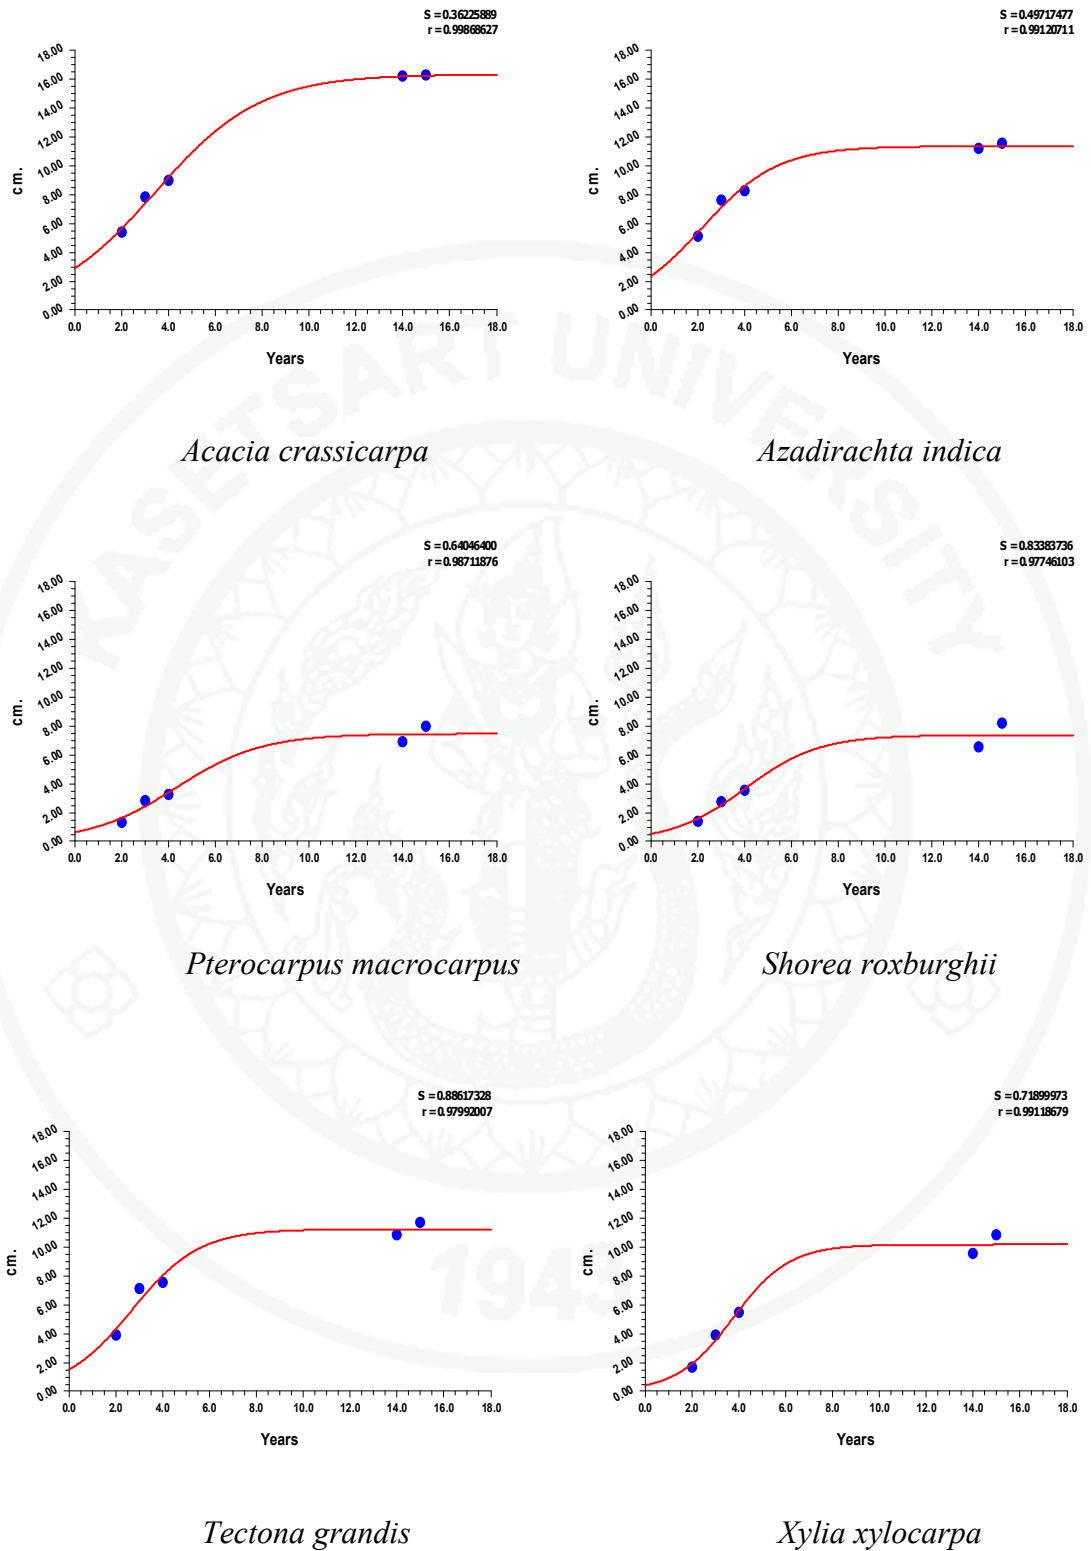 S = 0.36225889
r = 0.99868627
18.00
16.00
14.00
12.00
10.00
8.00
6.00
4.00
2.00
0.00
cm.
0.0 2.0 4.0 6.0 8.0 10.0 12.0 14.0 16.0 18.0
Years
Acacia crassicarpa
S = 0.49717477
r = 0.99120711
18.00
16.00
14.00
12.00
10.00
8.00
6.00
4.00
2.00
0.00
cm.
0.0 2.0 4.0 6.0 8.0 10.0 12.0 14.0 16.0 18.0
Years
Azadirachta indica
S = 0.64046400
r = 0.98711876
18.00
16.00
14.00
12.00
10.00
8.00
6.00
4.00
2.00
0.00
cm.
0.0 2.0 4.0 6.0 8.0 10.0 12.0 14.0 16.0 18.0
Years
Pterocarpus macrocarpus
S = 0.83383736
r = 0.97746103
18.00
16.00
14.00
12.00
10.00
8.00
6.00
4.00
2.00
0.00
cm.
0.0 2.0 4.0 6.0 8.0 10.0 12.0 14.0 16.0 18.0
Years
Shorea roxburghii
S = 0.88617328
r = 0.97992007
18.00
16.00
14.00
12.00
10.00
8.00
6.00
4.00
2.00
0.00
cm.
0.0 2.0 4.0 6.0 8.0 10.0 12.0 14.0 16.0 18.0
Years
Tectona grandis
S = 0.71899973
r = 0.99118679
18.00
16.00
14.00
12.00
10.00
8.00
6.00
4.00
2.00
0.00
cm.
0.0 2.0 4.0 6.0 8.0 10.0 12.0 14.0 16.0 18.0
Years
Xylia xylocarpa
KASETSART UNIVERSITY
1943